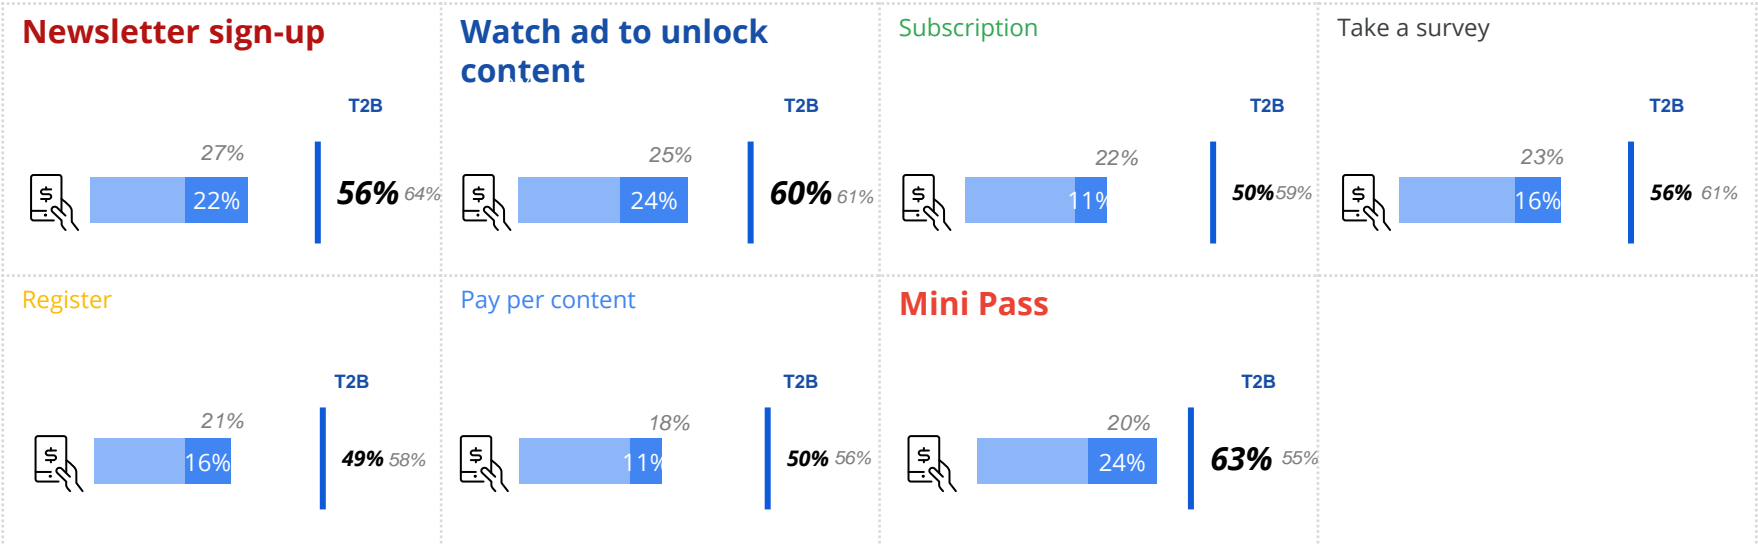 Newsletter sign-up
T2B
27%
22%
56% 64%
Watch ad to unlock
content
T2B
25%
24%
60% 61%
Subscription
T2B
22%
11%
50% 59%
Take a survey
T2B
23%
16%
56% 61%
Register
T2B
21%
16%
49% 58%
Pay per content
T2B
18%
11%
50% 56%
Mini Pass
T2B
20%
24%
63% 55%